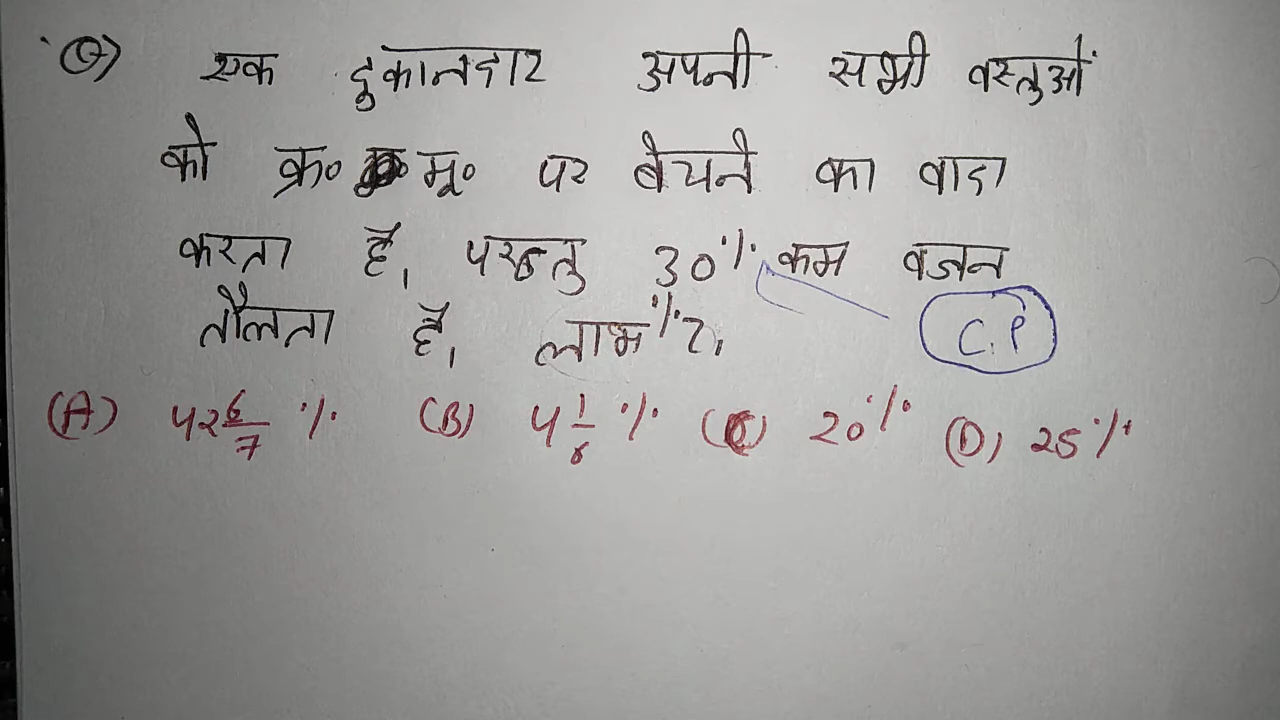 Q) एक दुकानदार अपनी सभी वस्तुओं
को क्र० मू० पर बेचने का वादा
करता है, परन्तु 30% कम वजन
तौलता है, लाभ%?,
C.P
(A) 42 6/7 % (B) 4 1/6 % (C) 20% (D) 25%